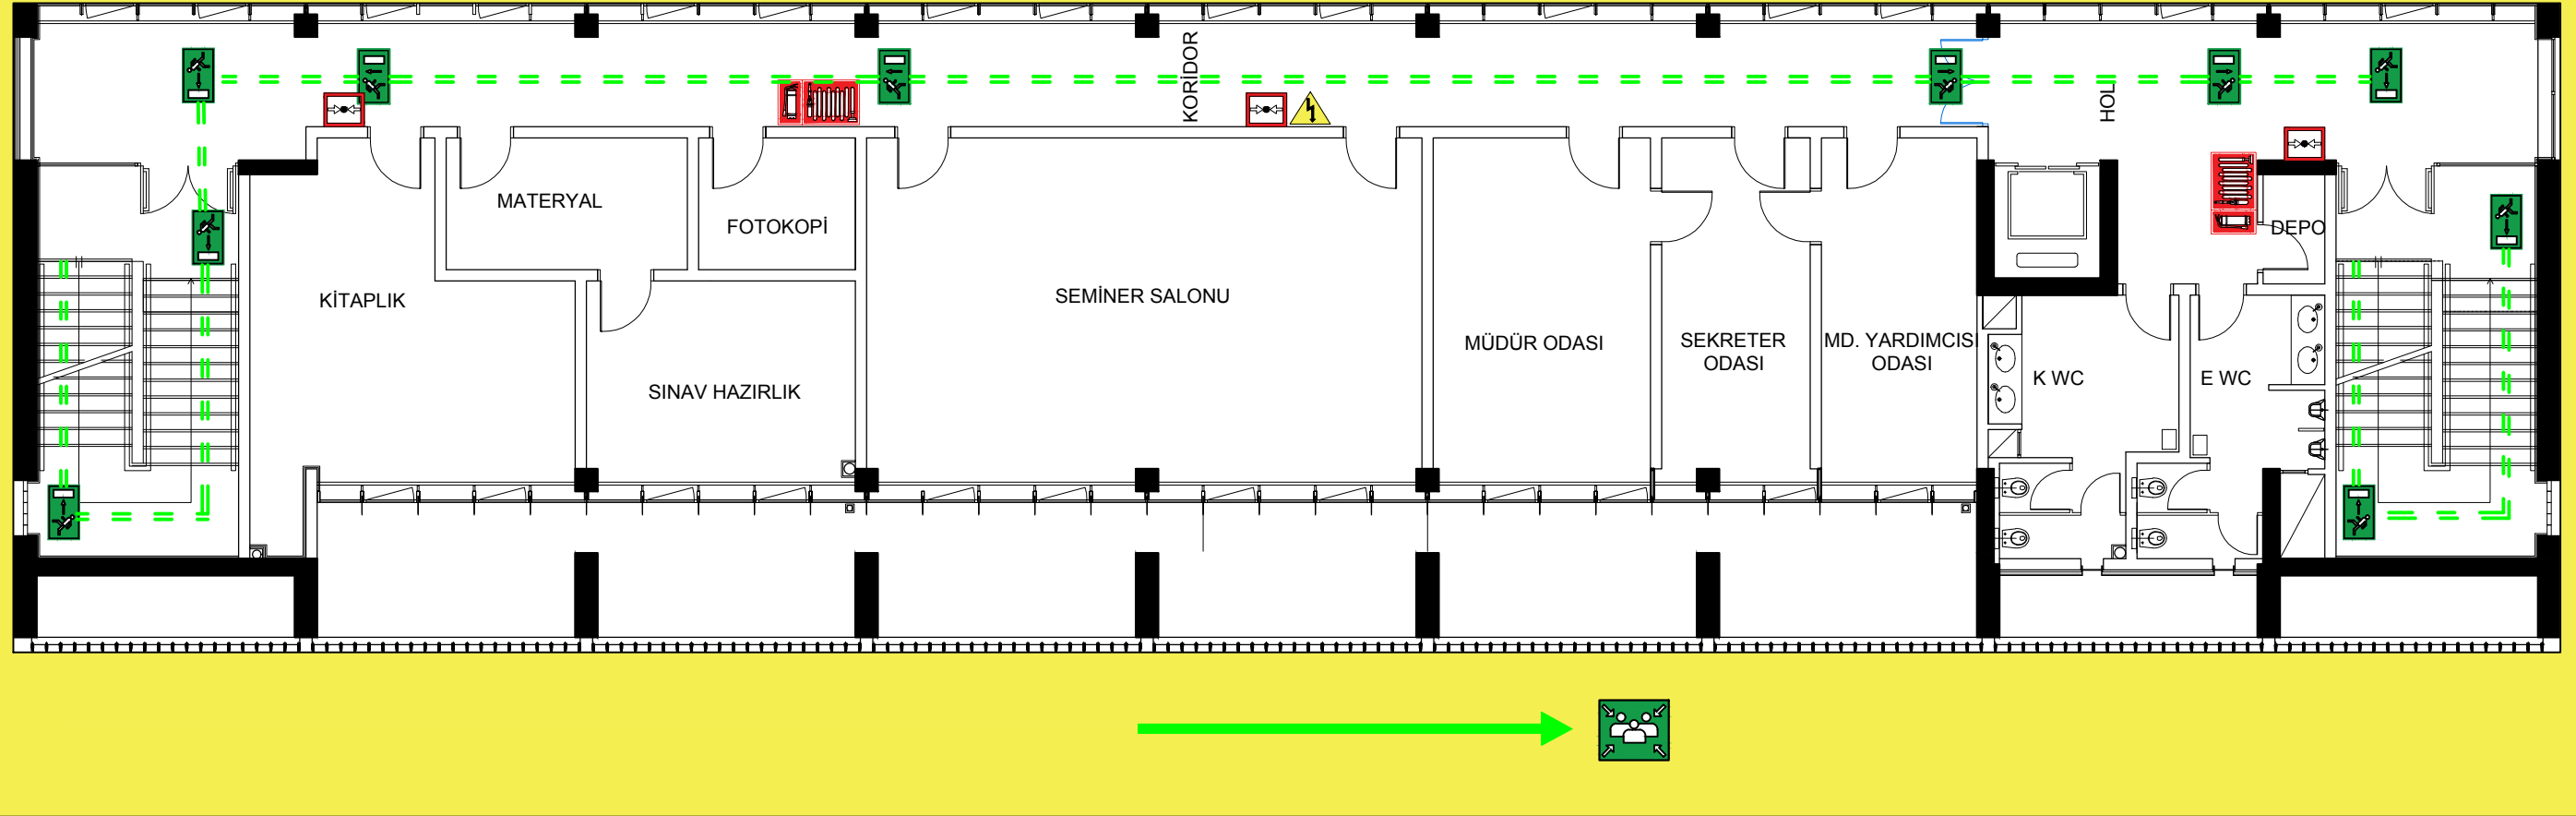 KORİDOR
HOL
MATERYAL
FOTOKOPİ
DEPO
KİTAPLIK
SEMİNER SALONU
MÜDÜR ODASI
SEKRETER
ODASI
MD. YARDIMCISI
ODASI
SINAV HAZIRLIK
K WC
E WC